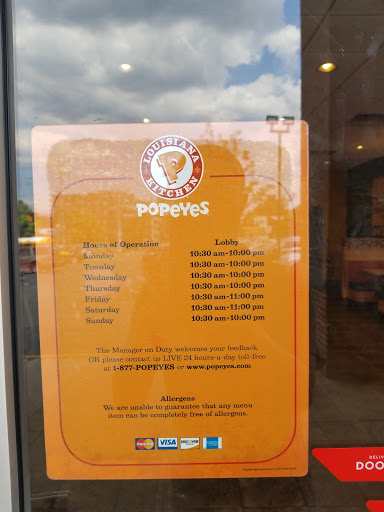 LOUISIANA
KITCHEN
POPEYES
Hours of Operation Lobby
Monday 10:30 am-10:00 pm
Tuesday 10:30 am-10:00 pm
Wednesday 10:30 am-10:00 pm
Thursday 10:30 am-10:00 pm
Friday 10:30 am-11:00 pm
Saturday 10:30 am-11:00 pm
Sunday 10:30 am-10:00 pm
The Manager on Duty welcomes your feedback
OR please contact us LIVE 24 hours-a-day toll-free
at 1-877-POPEYES or www.popeyes.com
Allergens
We are unable to guarantee that any menu
item can be completely free of allergens.
VISA
DELIV
DOO